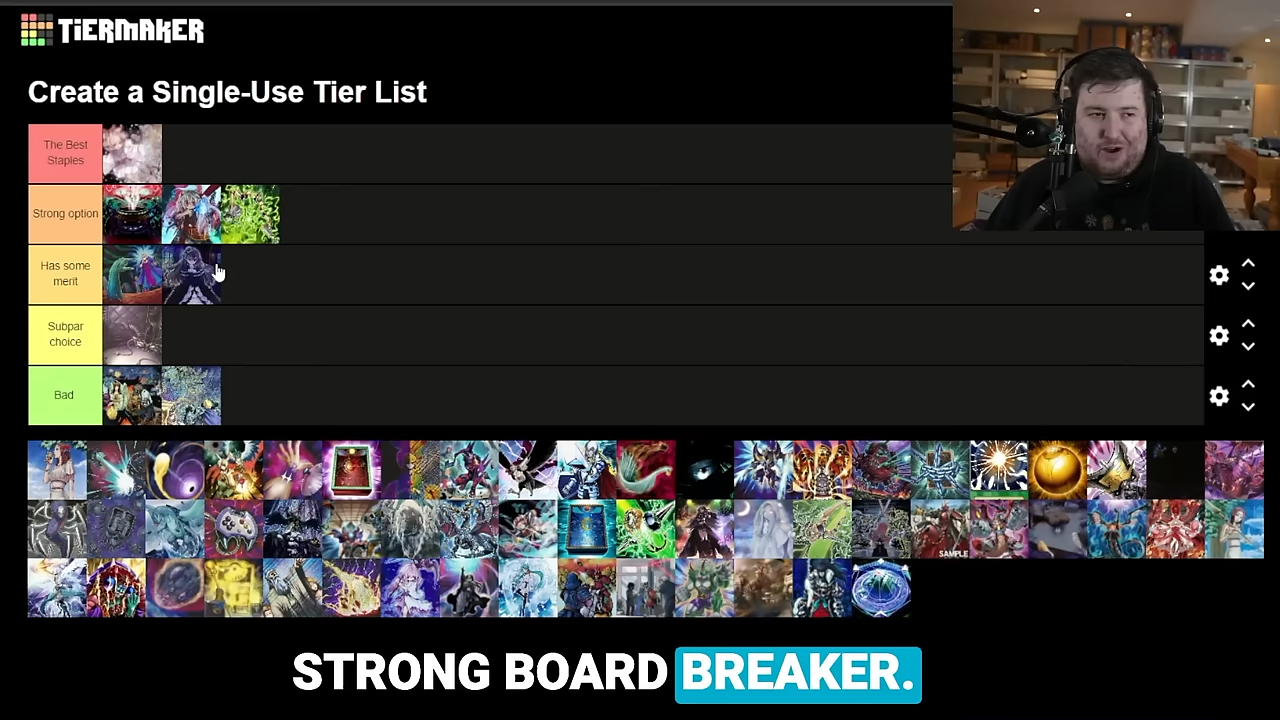 TiERMAKER
Create a Single-Use Tier List
The Best
Staples
Strong option
Has some
merit
Subpar
choice
Bad
SAMPLE
STRONG BOARD BREAKER.